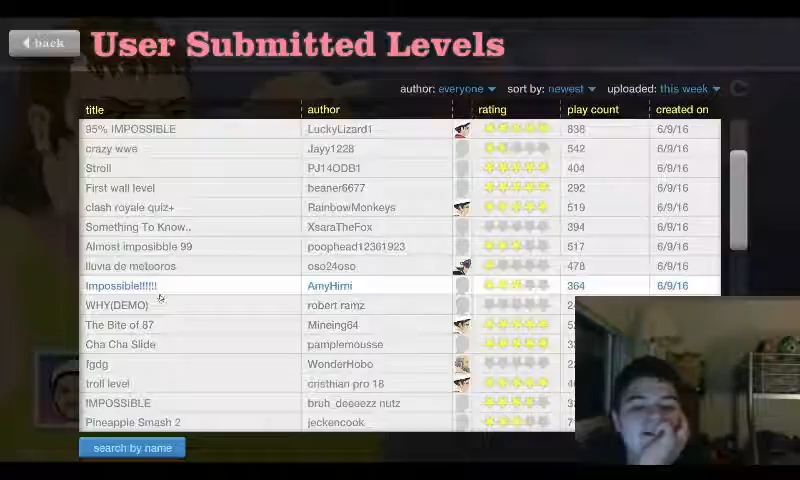 back
User Submitted Levels
author: everyone sort by: newest uploaded: this week
title author rating play count created on
95% IMPOSSIBLE LuckyLizard1 838 6/9/16
crazy wwe Jayy1228 542 6/9/16
Stroll PJ14ODB1 404 6/9/16
First wall level beaner6677 292 6/9/16
clash royale quiz+ RainbowMonkeys 519 6/9/16
Something To Know.. XsaraTheFox 394 6/9/16
Almost imposibble 99 poophead12361923 517 6/9/16
lluvia de meteoros oso24oso 478 6/9/16
Impossible!!!!!! AmyHimi 364 6/9/16
WHY(DEMO) robert ramz
The Bite of 87 Mineing64
Cha Cha Slide pamplemousse
fgdg WonderHobo
troll level cristhian pro 18
IMPOSSIBLE bruh_deeeezz nutz
Pineapple Smash 2 jeckencook
search by name